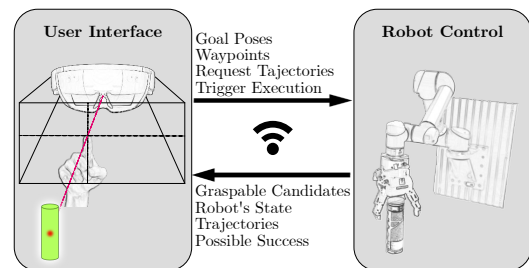 User Interface
Robot Control
Goal Poses
Waypoints
Request Tajectories
Trigger Execution
Graspable Candidates
Robot's State
Trajectories
Possible Success